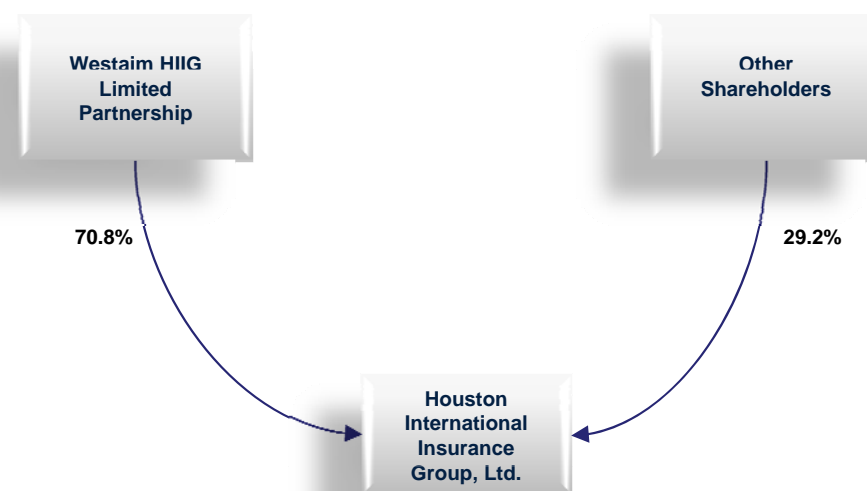 Westaim HIIG
Limited
Partnership
Other
Shareholders
70.8%
29.2%
Houston
International
Insurance
Group, Ltd.